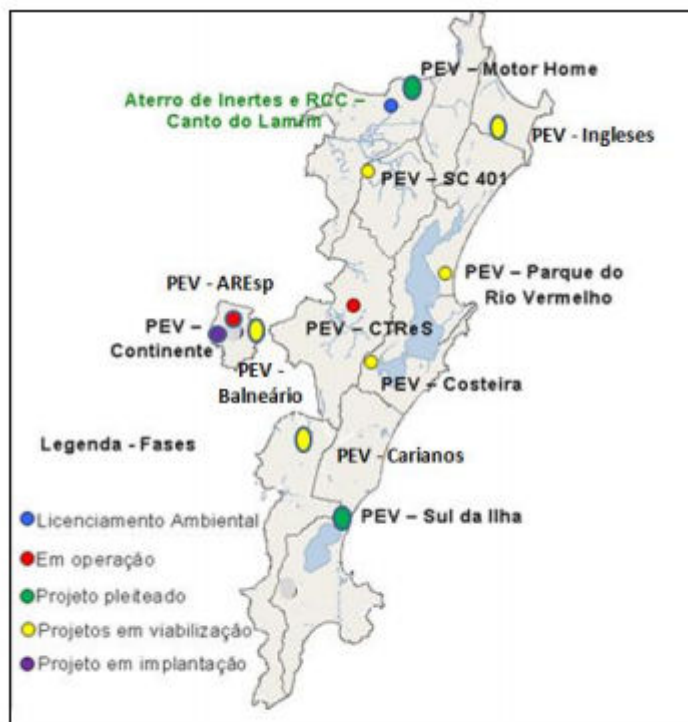 PEV – Motor Home
Aterro de Inertes e RCC –
Canto do Lamim
PEV - Ingleses
PEV – SC 401
PEV - AREsp
PEV – Parque do
Rio Vermelho
PEV –
Continente
PEV – CTReS
PEV -
Balneário
PEV – Costeira
Legenda - Fases
PEV - Carianos
PEV – Sul da Ilha
Licenciamento Ambiental
Em operação
Projeto pleiteado
Projetos em viabilização
Projeto em implantação